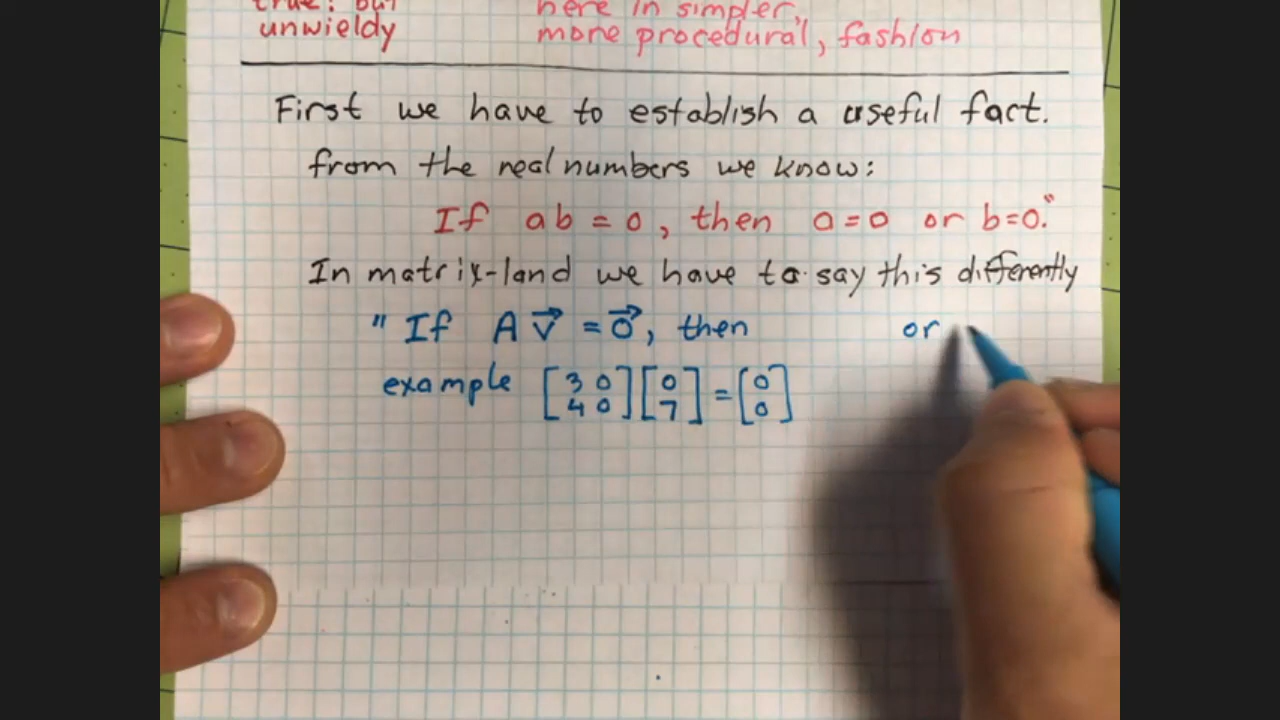 true! but here in simpler,
unwieldy more procedural, fashion
First we have to establish a useful fact.
from the real numbers we know:
If ab = 0, then a=0 or b=0."
In matrix-land we have to say this differently
" If A v⃗ = 0⃗, then or
example [3 0; 4 0] [0; 7] = [0; 0]